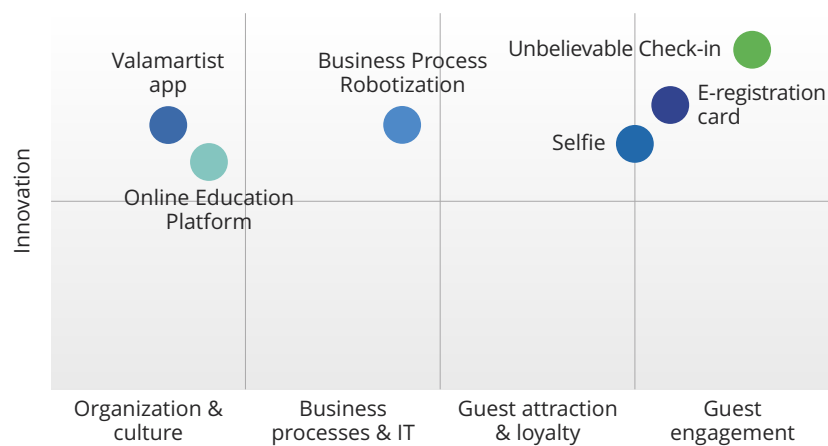 Unbelievable Check-in
Valamartist
app
Business Process
Robotization
E-registration
card
Selfie
Online Education
Platform
Innovation
Organization &
culture
Business
processes & IT
Guest attraction
& loyalty
Guest
engagement